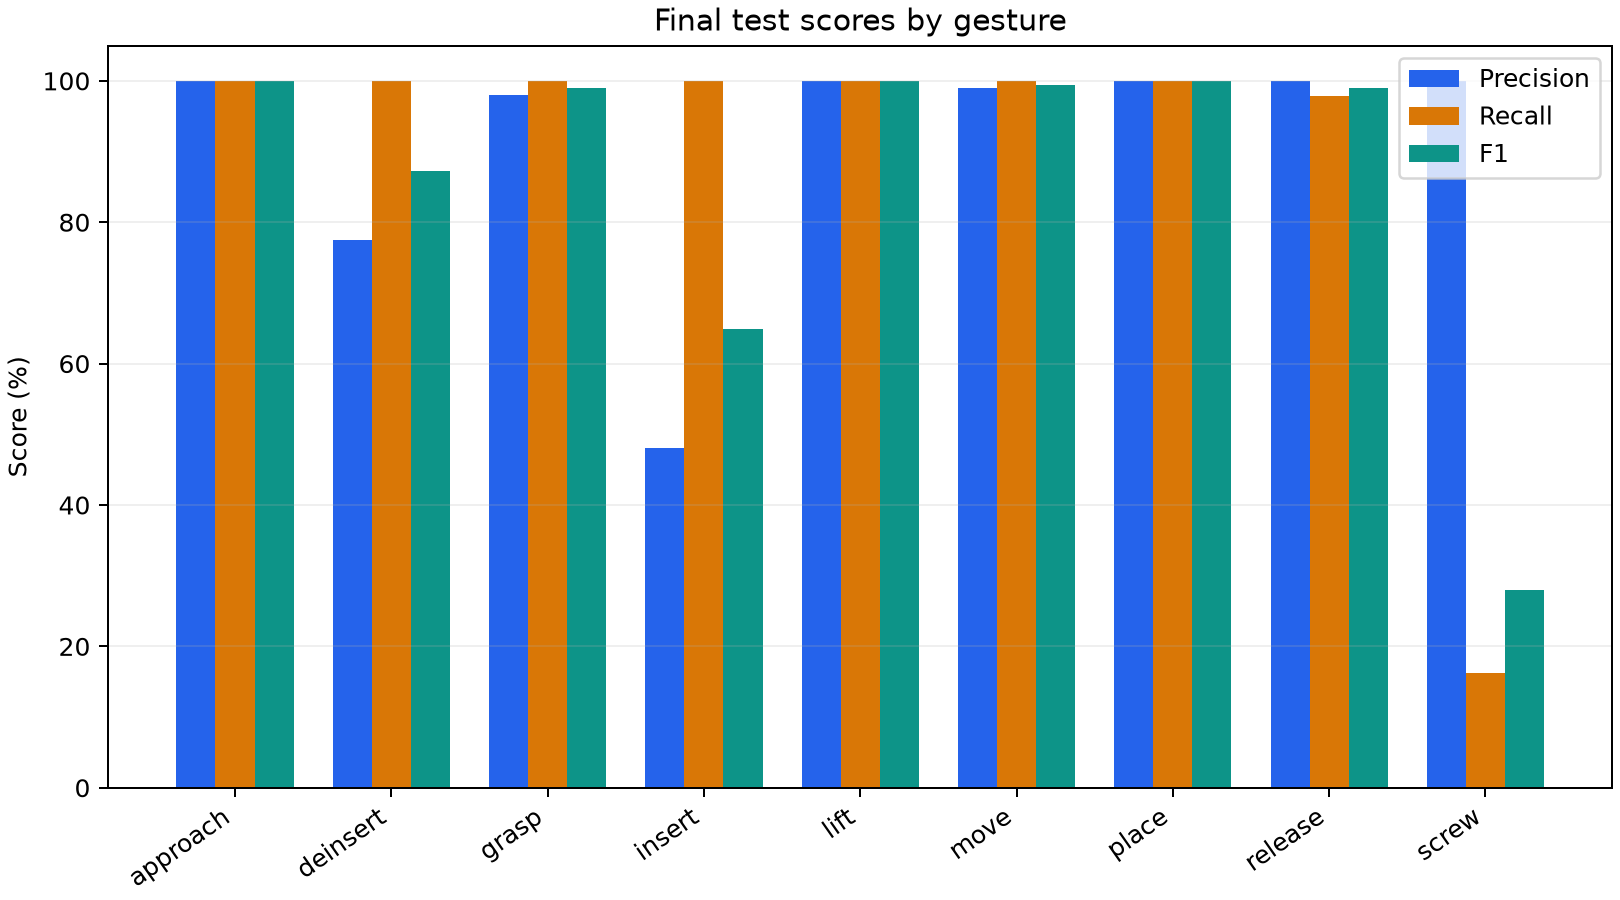 Final test scores by gesture
Precision
Recall
F1
Score (%)
100
80
60
40
20
0
approach
deinsert
grasp
insert
lift
move
place
release
screw